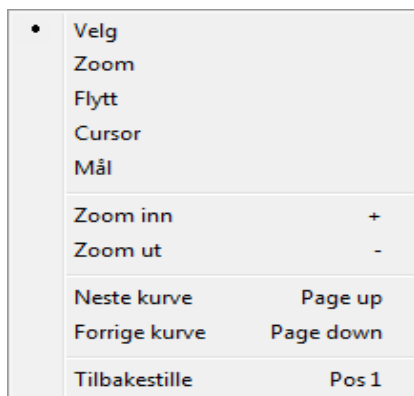 Velg
Zoom
Flytt
Cursor
Mål
Zoom inn +
Zoom ut -
Neste kurve Page up
Forrige kurve Page down
Tilbakestille Pos 1